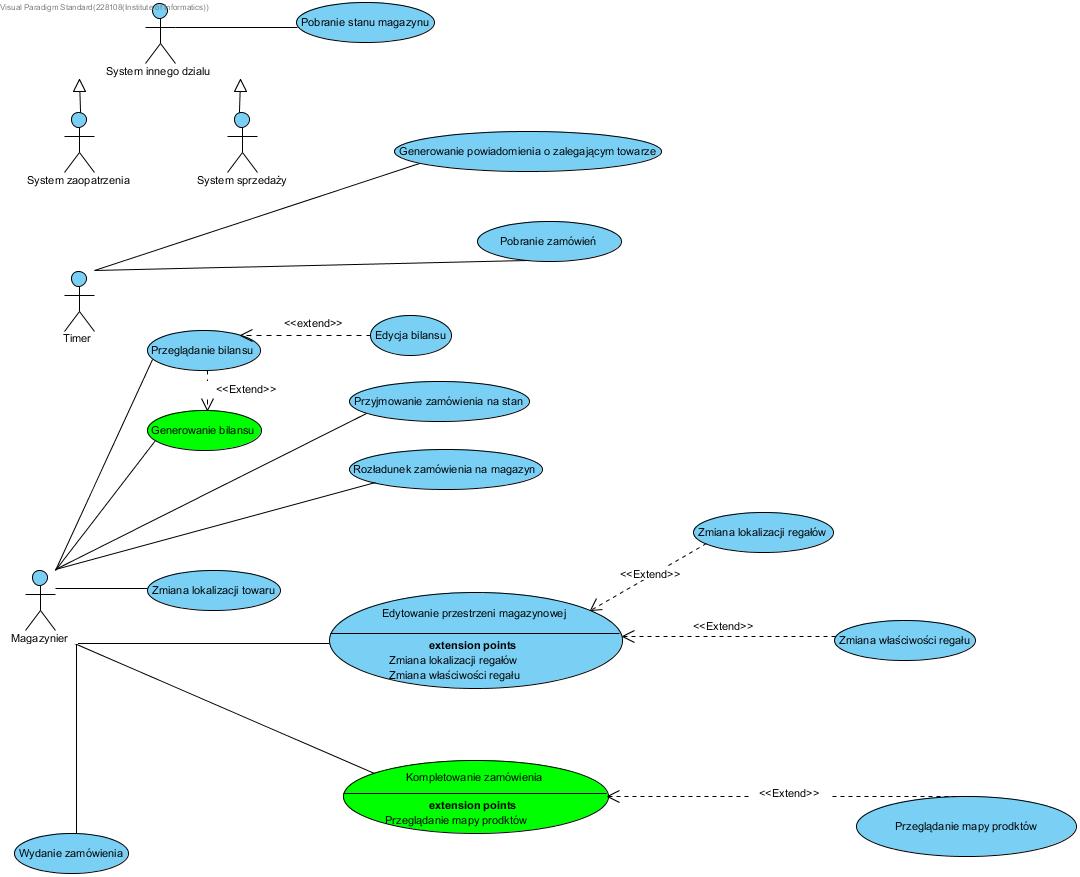 Visual Paradigm Standard(228108(Institute of Informatics))
Pobranie stanu magazynu
System innego dzialu
System zaopatrzenia
System sprzedaży
Generowanie powiadomienia o zalegającym towarze
Pobranie zamówień
Timer
<<extend>>
Edycja bilansu
Przeglądanie bilansu
<<Extend>>
Generowanie bilansu
Przyjmowanie zamówienia na stan
Rozładunek zamówienia na magazyn
Zmiana lokalizacji regałów
<<Extend>>
Zmiana lokalizacji towaru
Magazynier
Edytowanie przestrzeni magazynowej
extension points
Zmiana lokalizacji regałów
Zmiana właściwości regału
<<Extend>>
Zmiana właściwości regału
Kompletowanie zamówienia
extension points
Przeglądanie mapy prodktów
<<Extend>>
Przeglądanie mapy prodktów
Wydanie zamówienia